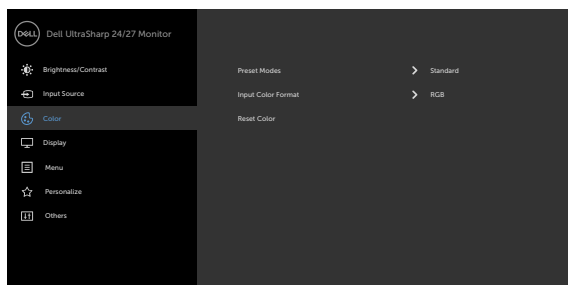 DELL Dell UltraSharp 24/27 Monitor
Brightness/Contrast
Input Source
Color
Display
Menu
Personalize
Others
Preset Modes Standard
Input Color Format RGB
Reset Color